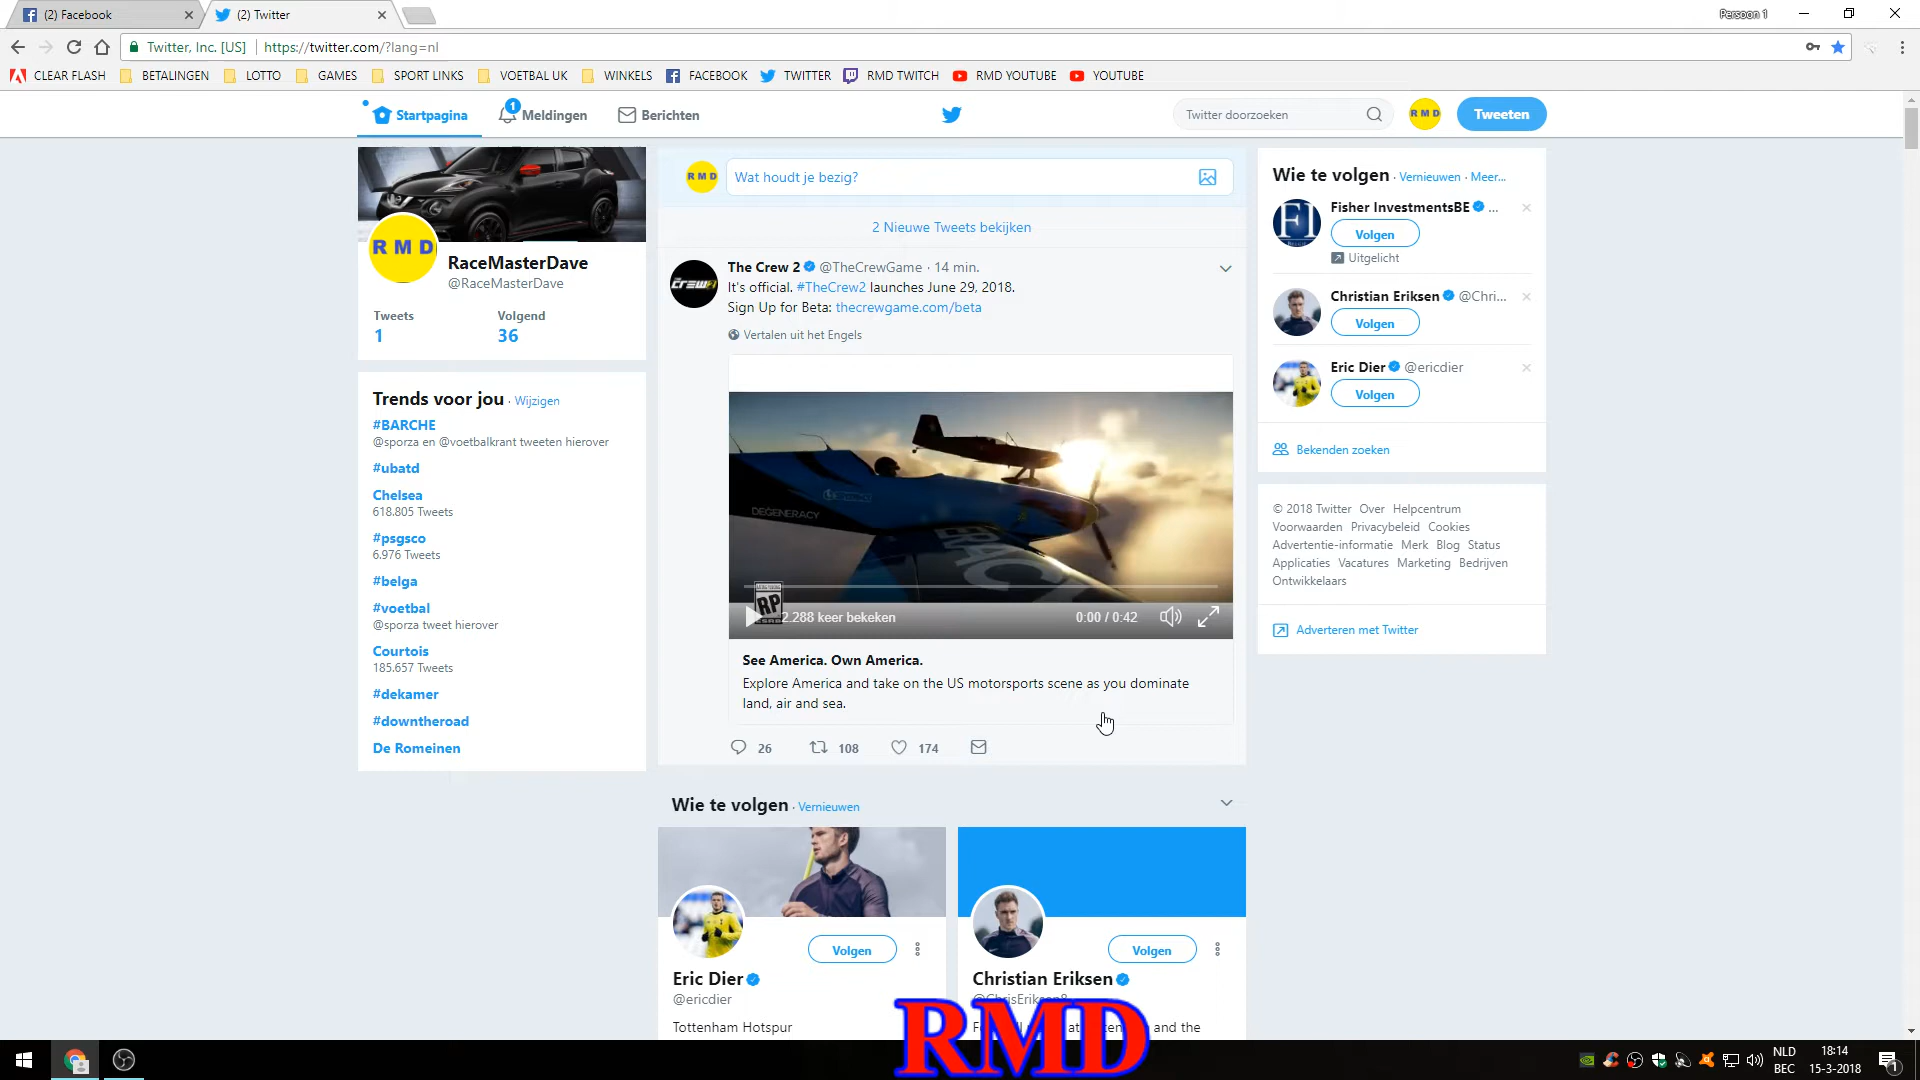 (2) Facebook
(2) Twitter
Persoon 1
Twitter, Inc. [US] https://twitter.com/?lang=nl
CLEAR FLASH BETALINGEN LOTTO GAMES SPORT LINKS VOETBAL UK WINKELS FACEBOOK TWITTER RMD TWITCH RMD YOUTUBE YOUTUBE
Startpagina 1 Meldingen Berichten
Twitter doorzoeken
RMD
Tweeten
RMD
RaceMasterDave
@RaceMasterDave
Tweets Volgend
1 36
Trends voor jou · Wijzigen
#BARCHE
@sporza en @voetbalkrant tweeten hierover
#ubatd
Chelsea
618.805 Tweets
#psgsco
6.976 Tweets
#belga
#voetbal
@sporza tweet hierover
Courtois
185.657 Tweets
#dekamer
#downtheroad
De Romeinen
RMD
Wat houdt je bezig?
2 Nieuwe Tweets bekijken
THE CREW 2
The Crew 2 @TheCrewGame · 14 min.
It's official. #TheCrew2 launches June 29, 2018.
Sign Up for Beta: thecrewgame.com/beta
Vertalen uit het Engels
DEGENERACY
RP
2.288 keer bekeken
0:00 / 0:42
See America. Own America.
Explore America and take on the US motorsports scene as you dominate
land, air and sea.
26 108 174
Wie te volgen · Vernieuwen
Volgen
Eric Dier
@ericdier
Tottenham Hotspur
Volgen
Christian Eriksen
@ChrisEriksen8
and the
Wie te volgen · Vernieuwen · Meer...
FI
Fisher InvestmentsBE ...
Volgen
Uitgelicht
Christian Eriksen @Chri...
Volgen
Eric Dier @ericdier
Volgen
Bekenden zoeken
© 2018 Twitter Over Helpcentrum
Voorwaarden Privacybeleid Cookies
Advertentie-informatie Merk Blog Status
Applicaties Vacatures Marketing Bedrijven
Ontwikkelaars
Adverteren met Twitter
RMD
NLD
BEC
18:14
15-3-2018
1